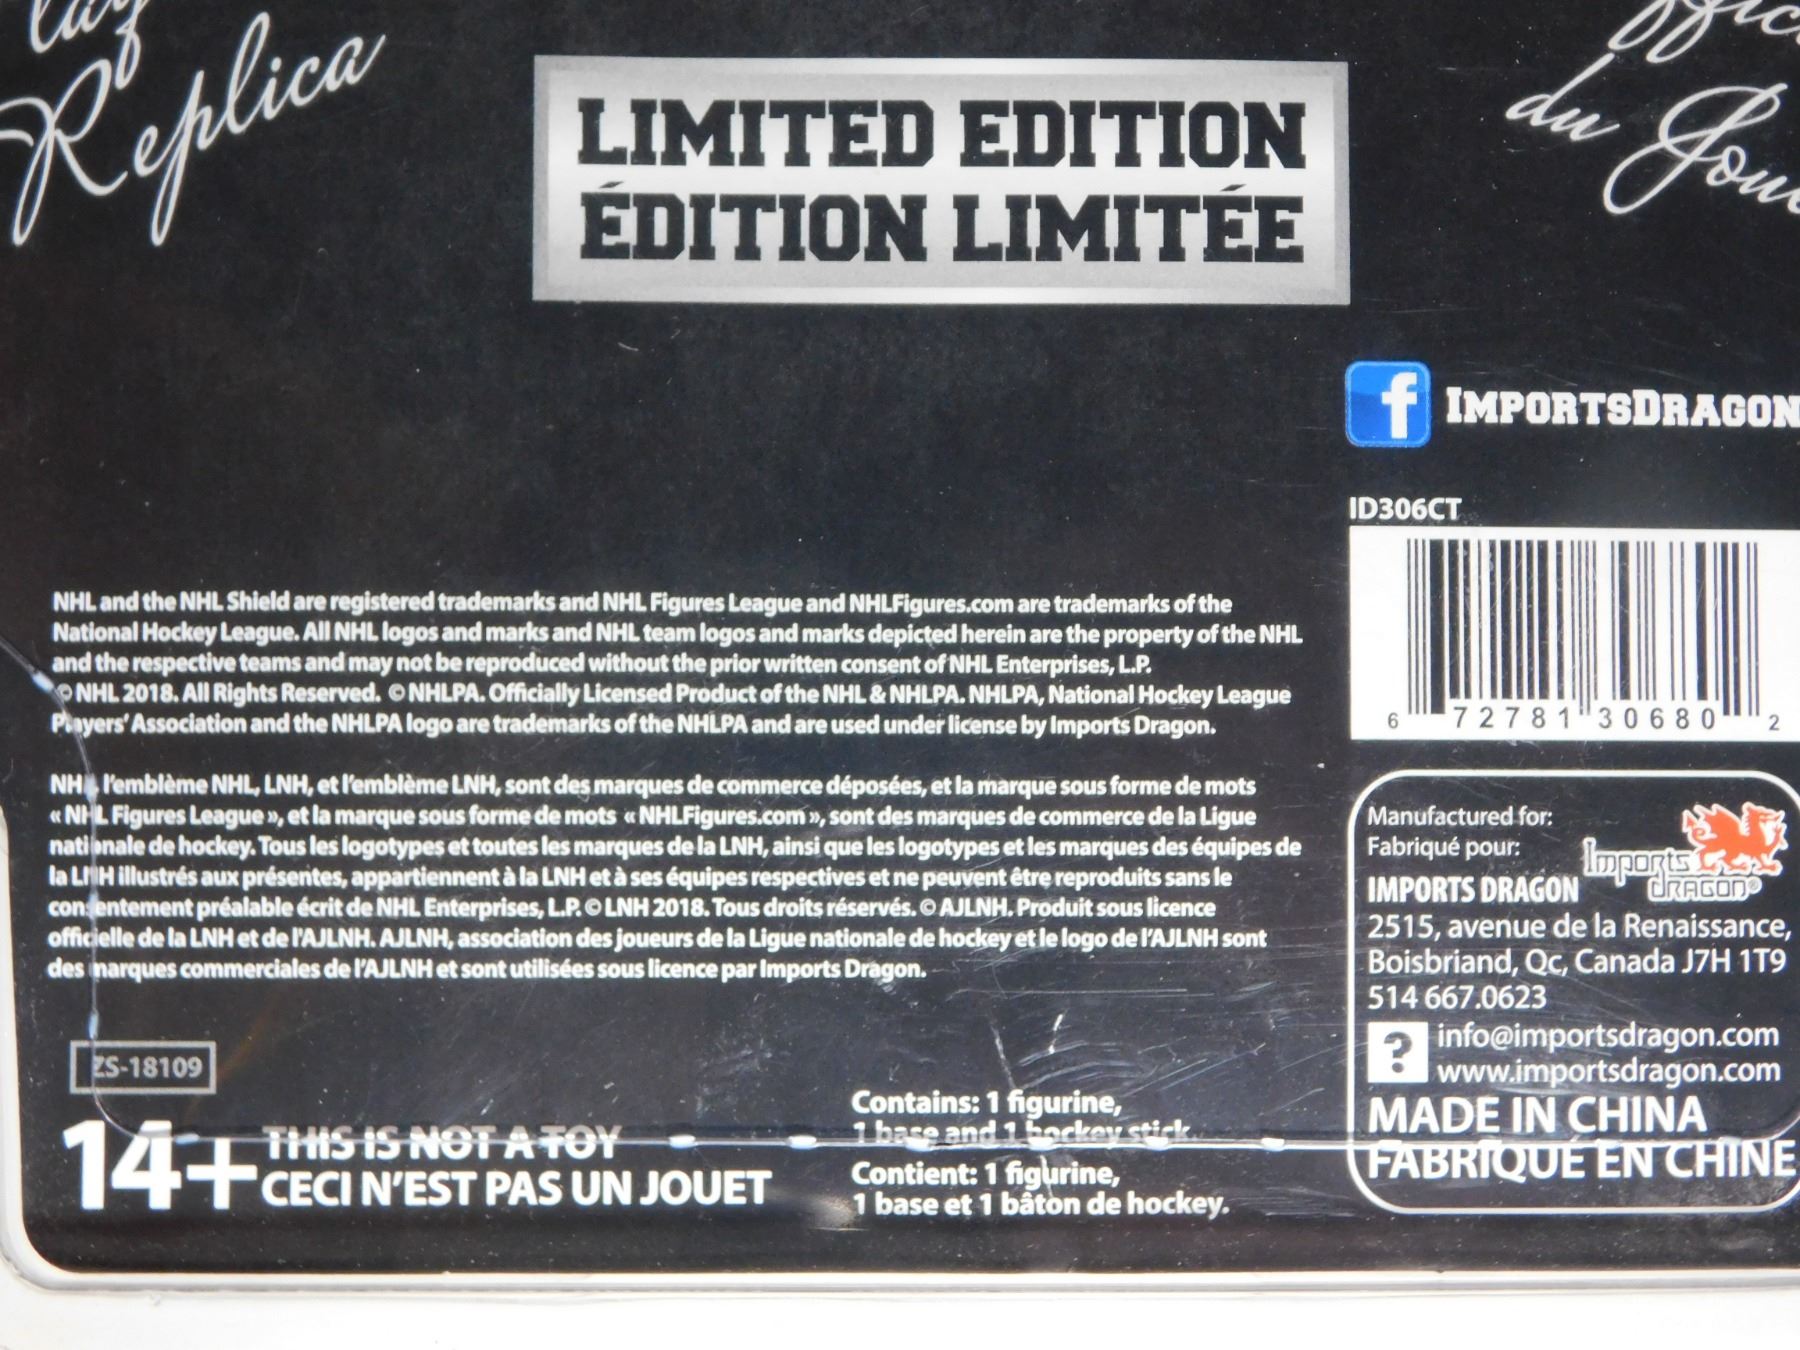 Replica
LIMITED EDITION
ÉDITION LIMITÉE
du
f IMPORTSDRAGON
ID306CT
6 72781 30680 2
NHL and the NHL Shield are registered trademarks and NHL Figures League and NHLFigures.com are trademarks of the
National Hockey League. All NHL logos and marks and NHL team logos and marks depicted herein are the property of the NHL
and the respective teams and may not be reproduced without the prior written consent of NHL Enterprises, L.P.
© NHL 2018. All Rights Reserved. © NHLPA. Officially Licensed Product of the NHL & NHLPA. NHLPA, National Hockey League
Players' Association and the NHLPA logo are trademarks of the NHLPA and are used under license by Imports Dragon.
NHL, l'emblème NHL, LNH, et l'emblème LNH, sont des marques de commerce déposées, et la marque sous forme de mots
« NHL Figures League », et la marque sous forme de mots « NHLFigures.com », sont des marques de commerce de la Ligue
nationale de hockey. Tous les logotypes et toutes les marques de la LNH, ainsi que les logotypes et les marques des équipes de
la LNH illustrés aux présentes, appartiennent à la LNH et à ses équipes respectives et ne peuvent être reproduits sans le
consentement préalable écrit de NHL Enterprises, L.P. © LNH 2018. Tous droits réservés. © AJLNH. Produit sous licence
officielle de la LNH et de l'AJLNH. AJLNH, association des joueurs de la Ligue nationale de hockey et le logo de l'AJLNH sont
des marques commerciales de l'AJLNH et sont utilisées sous licence par Imports Dragon.
ZS-18109
14+ THIS IS NOT A TOY
CECI N'EST PAS UN JOUET
Contains: 1 figurine,
1 base and 1 hockey stick.
Contient: 1 figurine,
1 base et 1 bâton de hockey.
Manufactured for:
Fabriqué pour:
Imports DRAGON®
IMPORTS DRAGON
2515, avenue de la Renaissance,
Boisbriand, Qc, Canada J7H 1T9
514 667.0623
? info@importsdragon.com
www.importsdragon.com
MADE IN CHINA
FABRIQUÉ EN CHINE